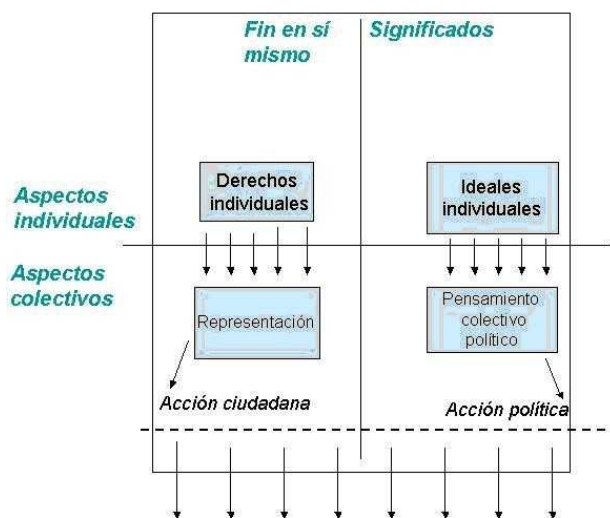 Fin en sí
mismo
Significados
Derechos
individuales
Ideales
individuales
Aspectos
individuales
Aspectos
colectivos
Representación
Pensamiento
colectivo
político
Acción ciudadana
Acción política